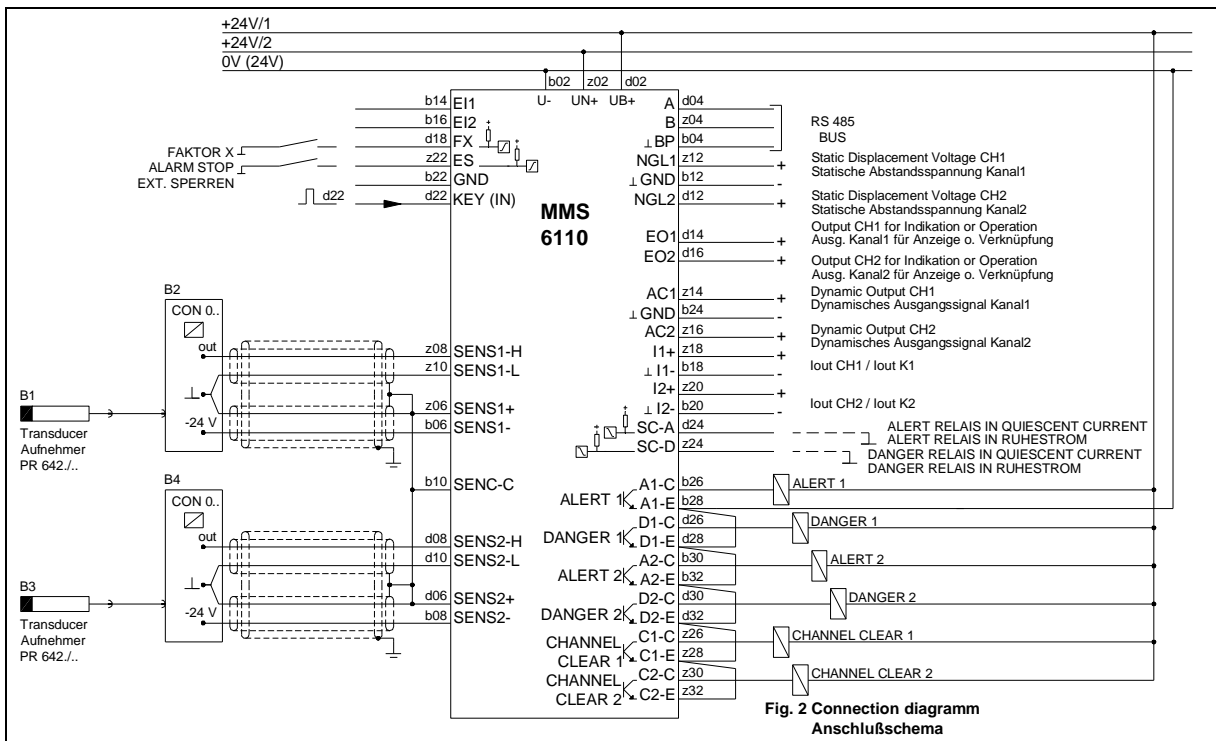 +24V/1
+24V/2
0V (24V)
b02 z02 d02
U- UN+ UB+
b14 EI1
b16 EI2
FAKTOR X d18 FX
ALARM STOP z22 ES
EXT. SPERREN
b22 GND
d22 d22 KEY (IN)
MMS
6110
A d04
B z04
⊥BP b04
RS 485
BUS
NGL1 z12 +
Static Displacement Voltage CH1
Statische Abstandsspannung Kanal1
⊥GND b12 -
NGL2 d12 +
Static Displacement Voltage CH2
Statische Abstandsspannung Kanal2
EO1 d14 +
Output CH1 for Indikation or Operation
Ausg. Kanal1 für Anzeige o. Verknüpfung
EO2 d16 +
Output CH2 for Indikation or Operation
Ausg. Kanal2 für Anzeige o. Verknüpfung
AC1 z14 +
Dynamic Output CH1
Dynamisches Ausgangssignal Kanal1
⊥GND b24 -
AC2 z16 +
Dynamic Output CH2
Dynamisches Ausgangssignal Kanal2
I1+ z18 +
⊥I1- b18 -
Iout CH1 / Iout K1
I2+ z20 +
⊥I2- b20 -
Iout CH2 / Iout K2
SC-A d24
ALERT RELAIS IN QUIESCENT CURRENT
ALERT RELAIS IN RUHESTROM
SC-D z24
DANGER RELAIS IN QUIESCENT CURRENT
DANGER RELAIS IN RUHESTROM
B2
CON 0..
out
⊥
-24 V
z08 SENS1-H
z10 SENS1-L
z06 SENS1+
b06 SENS1-
B1
Transducer
Aufnehmer
PR 642./..
b10 SENC-C
B4
CON 0..
out
⊥
-24 V
d08 SENS2-H
d10 SENS2-L
d06 SENS2+
b08 SENS2-
B3
Transducer
Aufnehmer
PR 642./..
ALERT 1
A1-C b26 ALERT 1
A1-E b28
DANGER 1
D1-C d26 DANGER 1
D1-E d28
ALERT 2
A2-C b30 ALERT 2
A2-E b32
DANGER 2
D2-C d30 DANGER 2
D2-E d32
CHANNEL
CLEAR 1
C1-C z26 CHANNEL CLEAR 1
C1-E z28
CHANNEL
CLEAR 2
C2-C z30 CHANNEL CLEAR 2
C2-E z32
Fig. 2 Connection diagramm
Anschlußschema